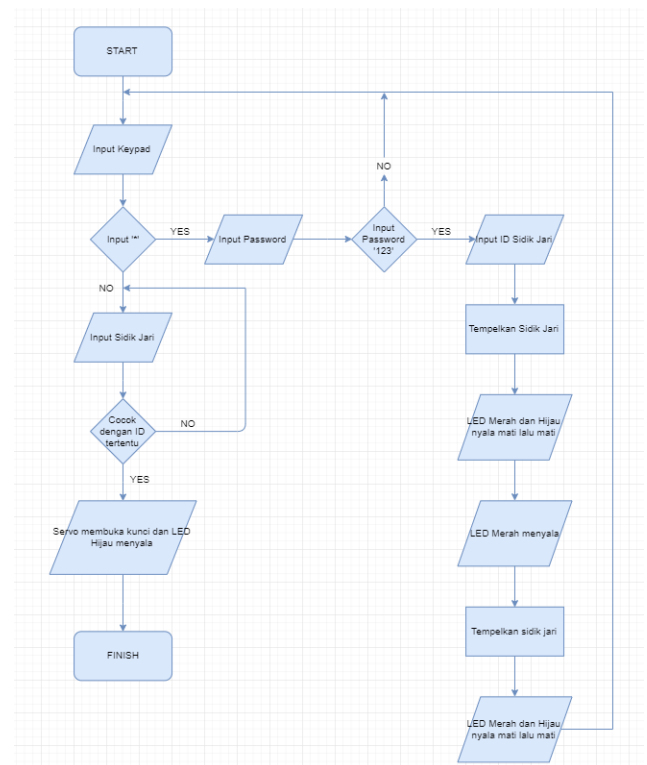 START
Input Keypad
NO
Input '*'
YES
Input Password
Input
Password
'123'
YES
Input ID Sidik Jari
NO
Tempelkan Sidik Jari
Input Sidik Jari
LED Merah dan Hijau
nyala mati lalu mati
Cocok
dengan ID
tertentu
NO
YES
Servo membuka kunci dan LED
Hijau menyala
LED Merah menyala
FINISH
Tempelkan sidik jari
LED Merah dan Hijau
nyala mati lalu mati